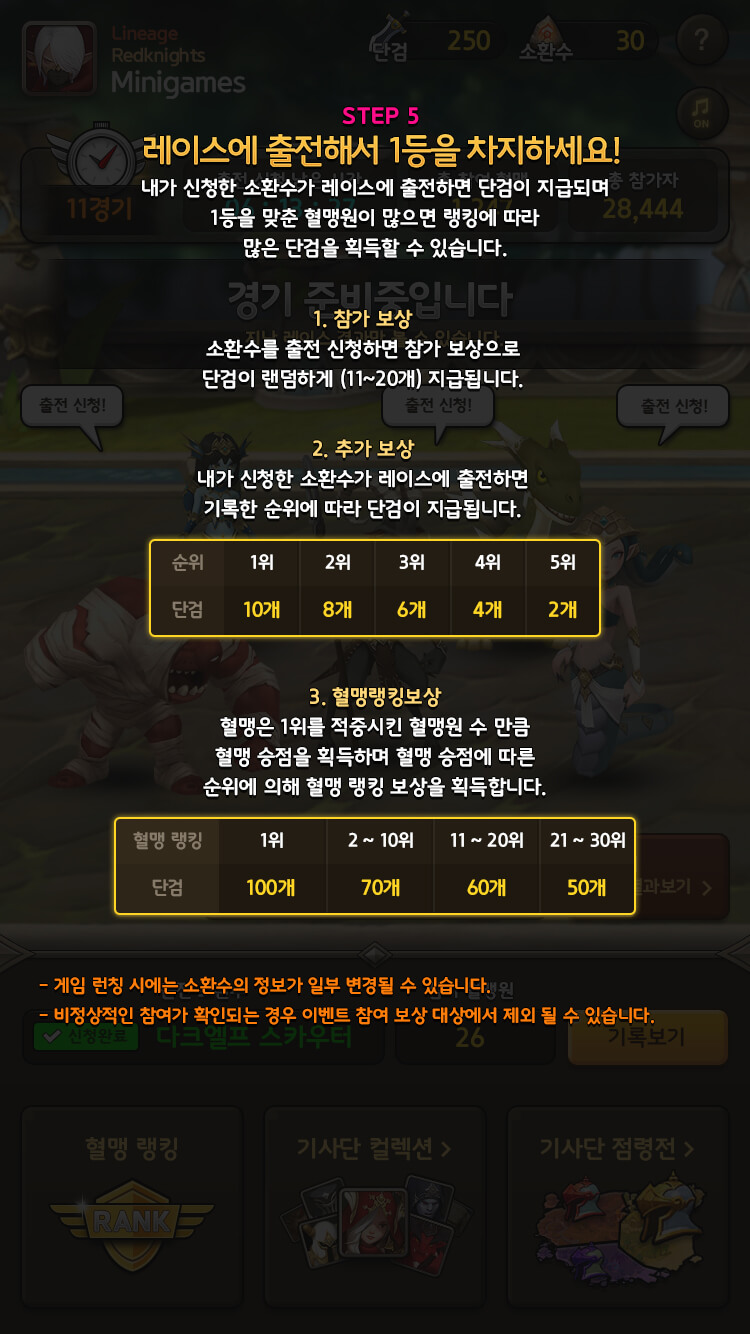 Lineage
Redknights
Minigames
단검 250
소환수 30
?
ON
STEP 5
레이스에 출전해서 1등을 차지하세요!
내가 신청한 소환수가 레이스에 출전하면 단검이 지급되며
1등을 맞춘 혈맹원이 많으면 랭킹에 따라
많은 단검을 획득할 수 있습니다.
11경기
총 참가자
28,444
경기 준비중입니다
1. 참가 보상
소환수를 출전 신청하면 참가 보상으로
단검이 랜덤하게 (11~20개) 지급됩니다.
출전 신청!
출전 신청!
출전 신청!
2. 추가 보상
내가 신청한 소환수가 레이스에 출전하면
기록한 순위에 따라 단검이 지급됩니다.
순위 1위 2위 3위 4위 5위
단검 10개 8개 6개 4개 2개
3. 혈맹랭킹보상
혈맹은 1위를 적중시킨 혈맹원 수 만큼
혈맹 승점을 획득하며 혈맹 승점에 따른
순위에 의해 혈맹 랭킹 보상을 획득합니다.
혈맹 랭킹 1위 2 ~ 10위 11 ~ 20위 21 ~ 30위
단검 100개 70개 60개 50개
결과보기
- 게임 런칭 시에는 소환수의 정보가 일부 변경될 수 있습니다.
- 비정상적인 참여가 확인되는 경우 이벤트 참여 보상 대상에서 제외 될 수 있습니다.
신청완료 다크엘프 스카우터
26
기록보기
혈맹 랭킹
기사단 컬렉션
기사단 점령전
RANK